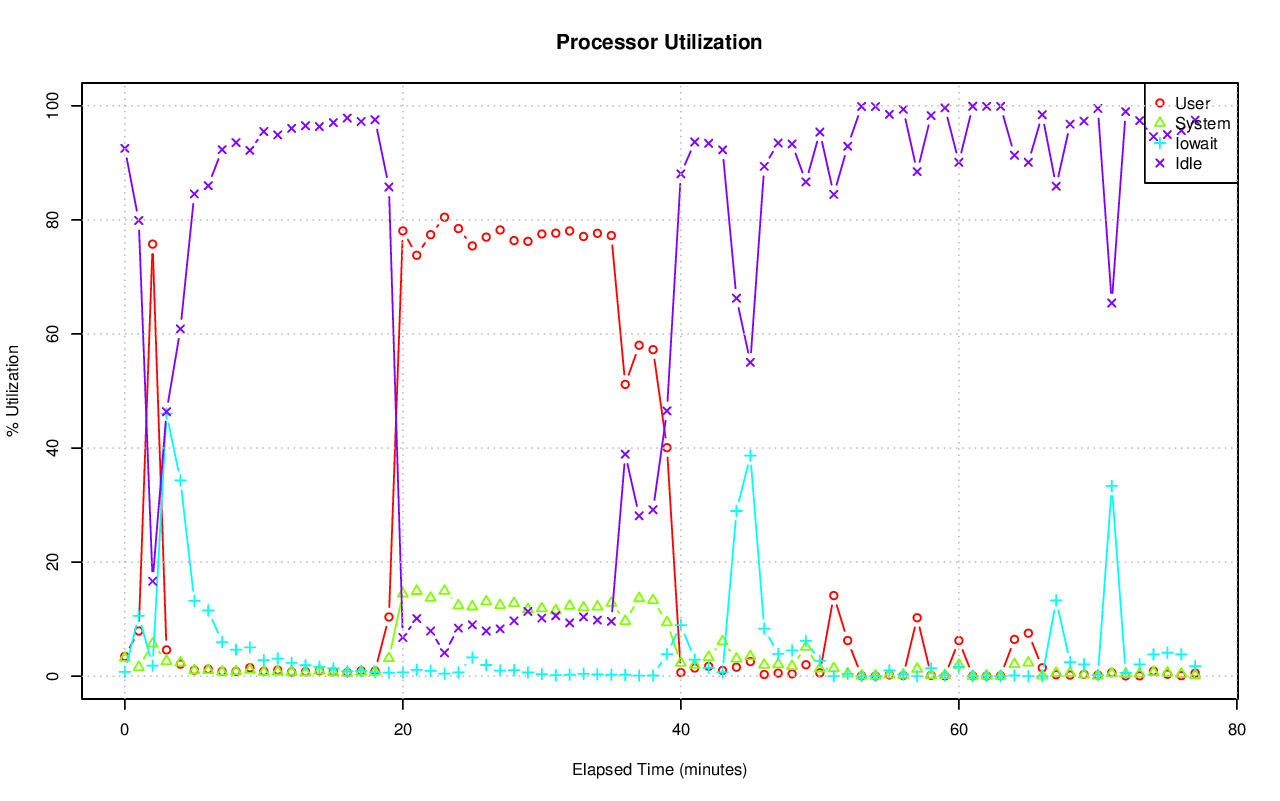 Processor Utilization
% Utilization
100
80
60
40
20
0
User
System
Iowait
Idle
0 20 40 60 80
Elapsed Time (minutes)